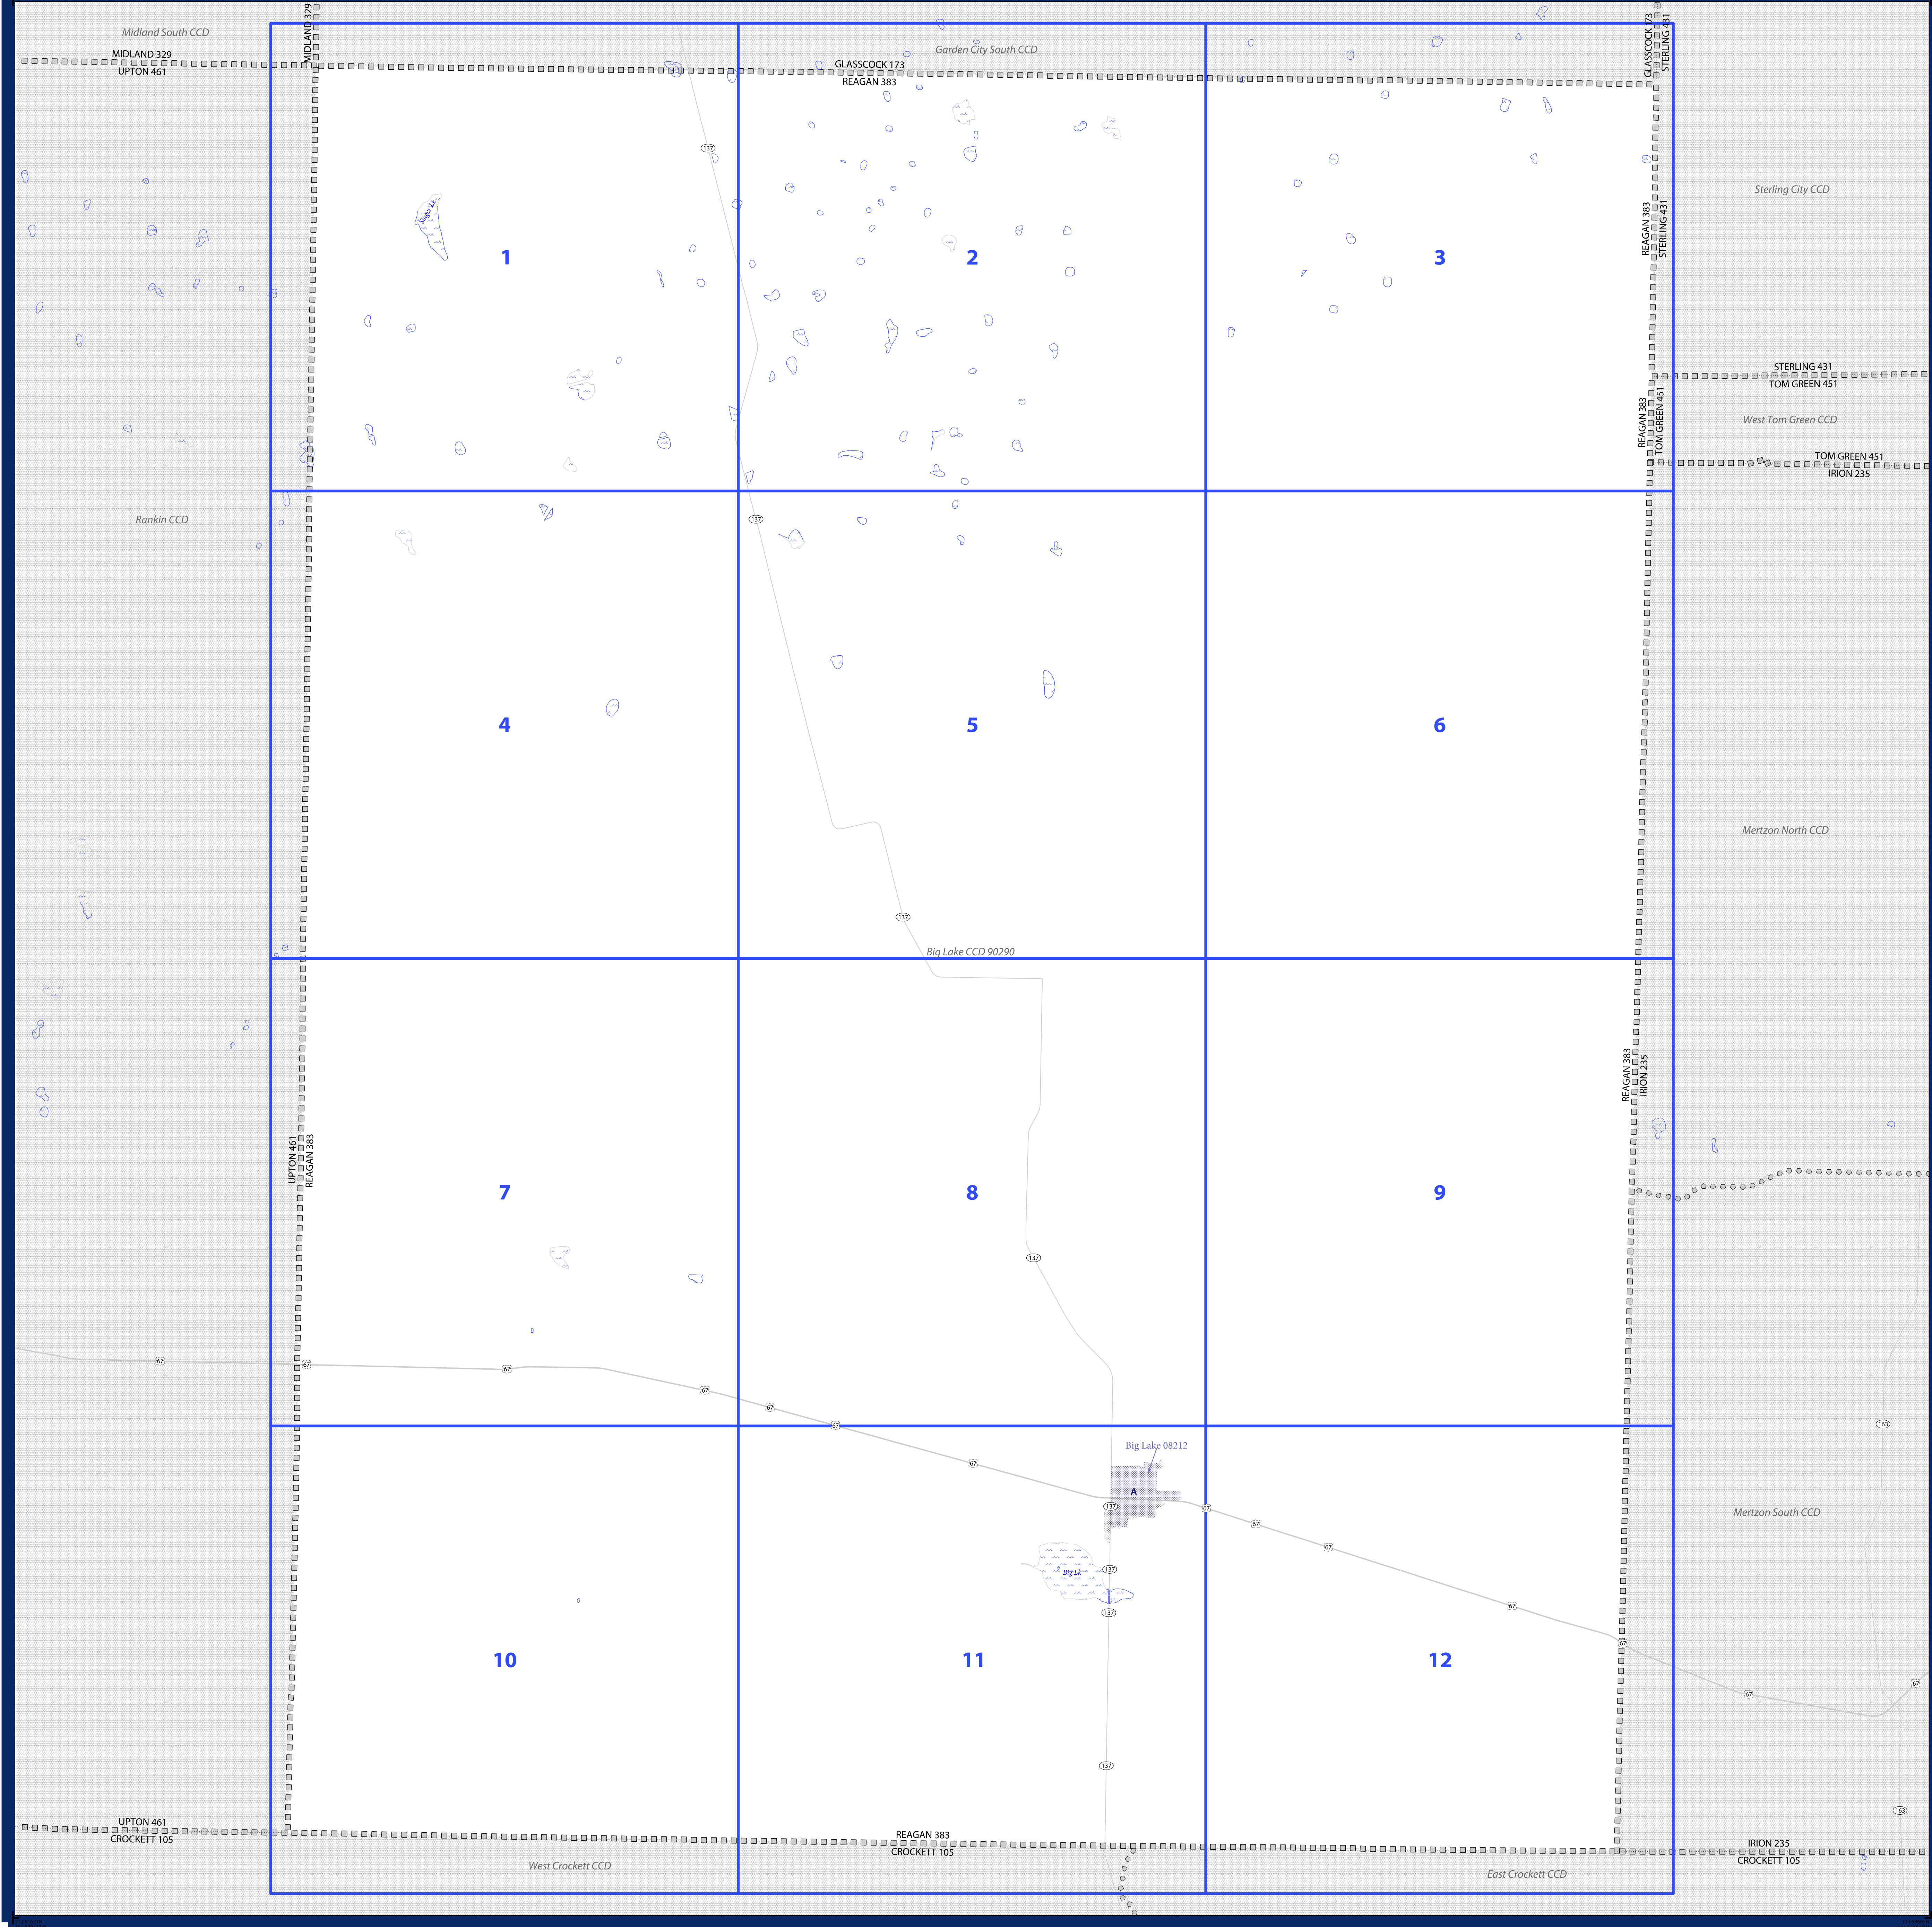 MIDLAND 329
GLASSCOCK 173
STERLING 431
Midland South CCD
Garden City South CCD
MIDLAND 329
UPTON 461
GLASSCOCK 173
REAGAN 383
137
Sterling City CCD
REAGAN 383
STERLING 431
1
2
3
STERLING 431
TOM GREEN 451
REAGAN 383
TOM GREEN 451
West Tom Green CCD
TOM GREEN 451
IRION 235
Rankin CCD
137
4
5
6
Mertzon North CCD
137
Big Lake CCD 90290
REAGAN 383
IRION 235
UPTON 461
REAGAN 383
7
8
9
137
67
67
67
67
67
67
163
Big Lake 08212
67
A
137
67
67
Mertzon South CCD
67
137
Big Lk
67
137
10
11
12
67
67
67
137
163
UPTON 461
CROCKETT 105
REAGAN 383
CROCKETT 105
IRION 235
CROCKETT 105
West Crockett CCD
East Crockett CCD